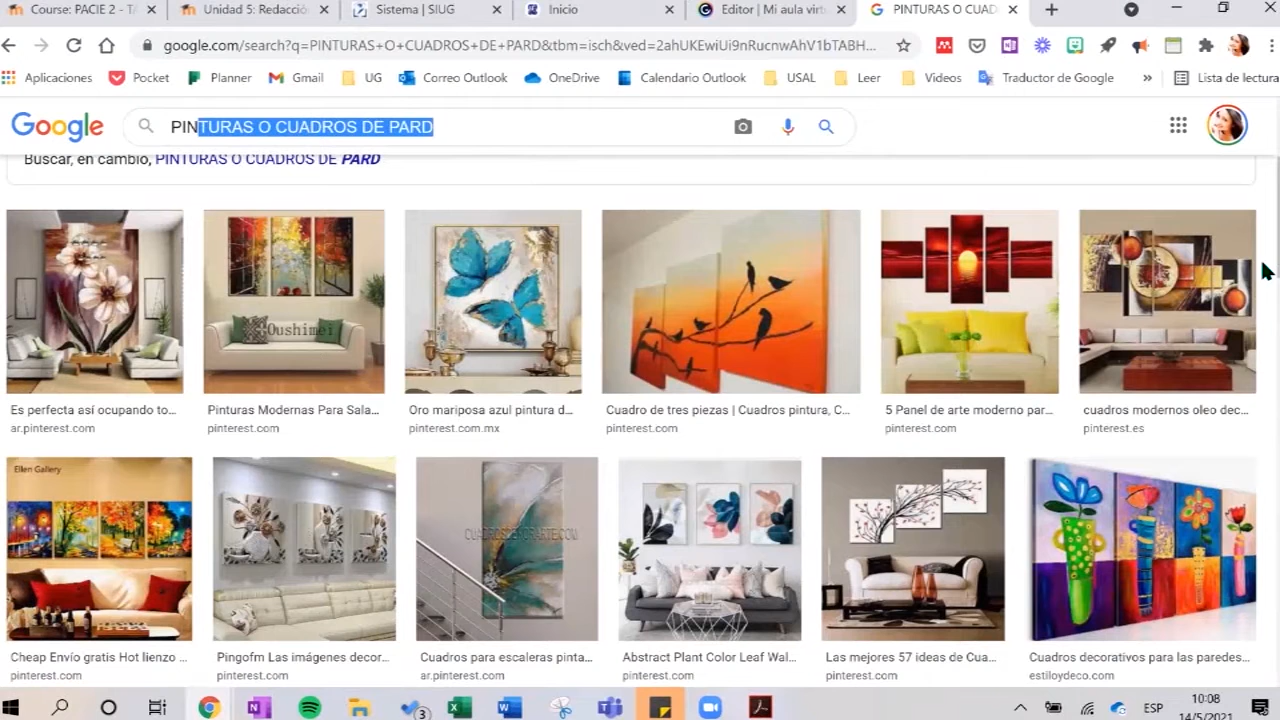 Course: PACIE 2 - TA
Unidad 5: Redacció
Sistema | SIUG
Inicio
Editor | Mi aula virtu
PINTURAS O CUAD
google.com/search?q=PINTURAS+O+CUADROS+DE+PARD&tbm=isch&ved=2ahUKEwiUi9nRucmwAhV1bTABH...
Aplicaciones
Pocket
Planner
Gmail
UG
Correo Outlook
OneDrive
Calendario Outlook
USAL
Leer
Videos
Traductor de Google
»
Lista de lectura
Google
PINTURAS O CUADROS DE PARD
Buscar, en cambio, PINTURAS O CUADROS DE PARD
Oushimei
Es perfecta así ocupando to...
ar.pinterest.com
Pinturas Modernas Para Sala...
pinterest.com
Oro mariposa azul pintura d...
pinterest.com.mx
Cuadro de tres piezas | Cuadros pintura, C...
pinterest.com
5 Panel de arte moderno par...
pinterest.com
cuadros modernos oleo dec...
pinterest.es
Ellen Gallery
CUADROSDEKORARTE.COM
Cheap Envío gratis Hot lienzo ...
pinterest.com
Pingofm Las imágenes decor...
pinterest.com
Cuadros para escaleras pinta...
ar.pinterest.com
Abstract Plant Color Leaf Wal...
pinterest.com
Las mejores 57 ideas de Cua...
pinterest.com
Cuadros decorativos para las paredes...
estiloydeco.com
3
ESP
10:08
14/5/2021